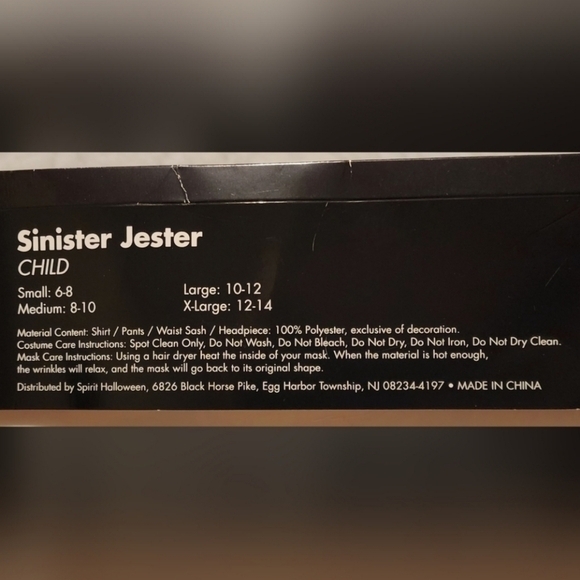 Sinister Jester
CHILD
Small: 6-8 Large: 10-12
Medium: 8-10 X-Large: 12-14
Material Content: Shirt / Pants / Waist Sash / Headpiece: 100% Polyester, exclusive of decoration.
Costume Care Instructions: Spot Clean Only, Do Not Wash, Do Not Bleach, Do Not Dry, Do Not Iron, Do Not Dry Clean.
Mask Care Instructions: Using a hair dryer heat the inside of your mask. When the material is hot enough,
the wrinkles will relax, and the mask will go back to its original shape.
Distributed by Spirit Halloween, 6826 Black Horse Pike, Egg Harbor Township, NJ 08234-4197 • MADE IN CHINA